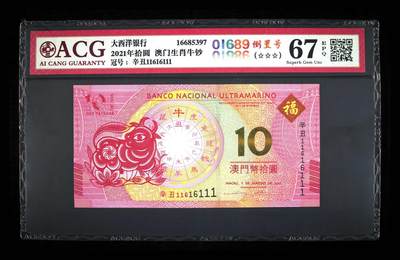 ACG
AI CANG GUARANTY
大西洋银行
16685397
2021年拾圆 澳门生肖牛钞
冠号：辛丑11616111
01689
倒置号
(☆☆☆)
67
EPQ
Superb Gem Unc
10
BANCO NACIONAL ULTRAMARINO
福
牛
10
澳門幣拾圓
辛丑11616111
辛丑11616111